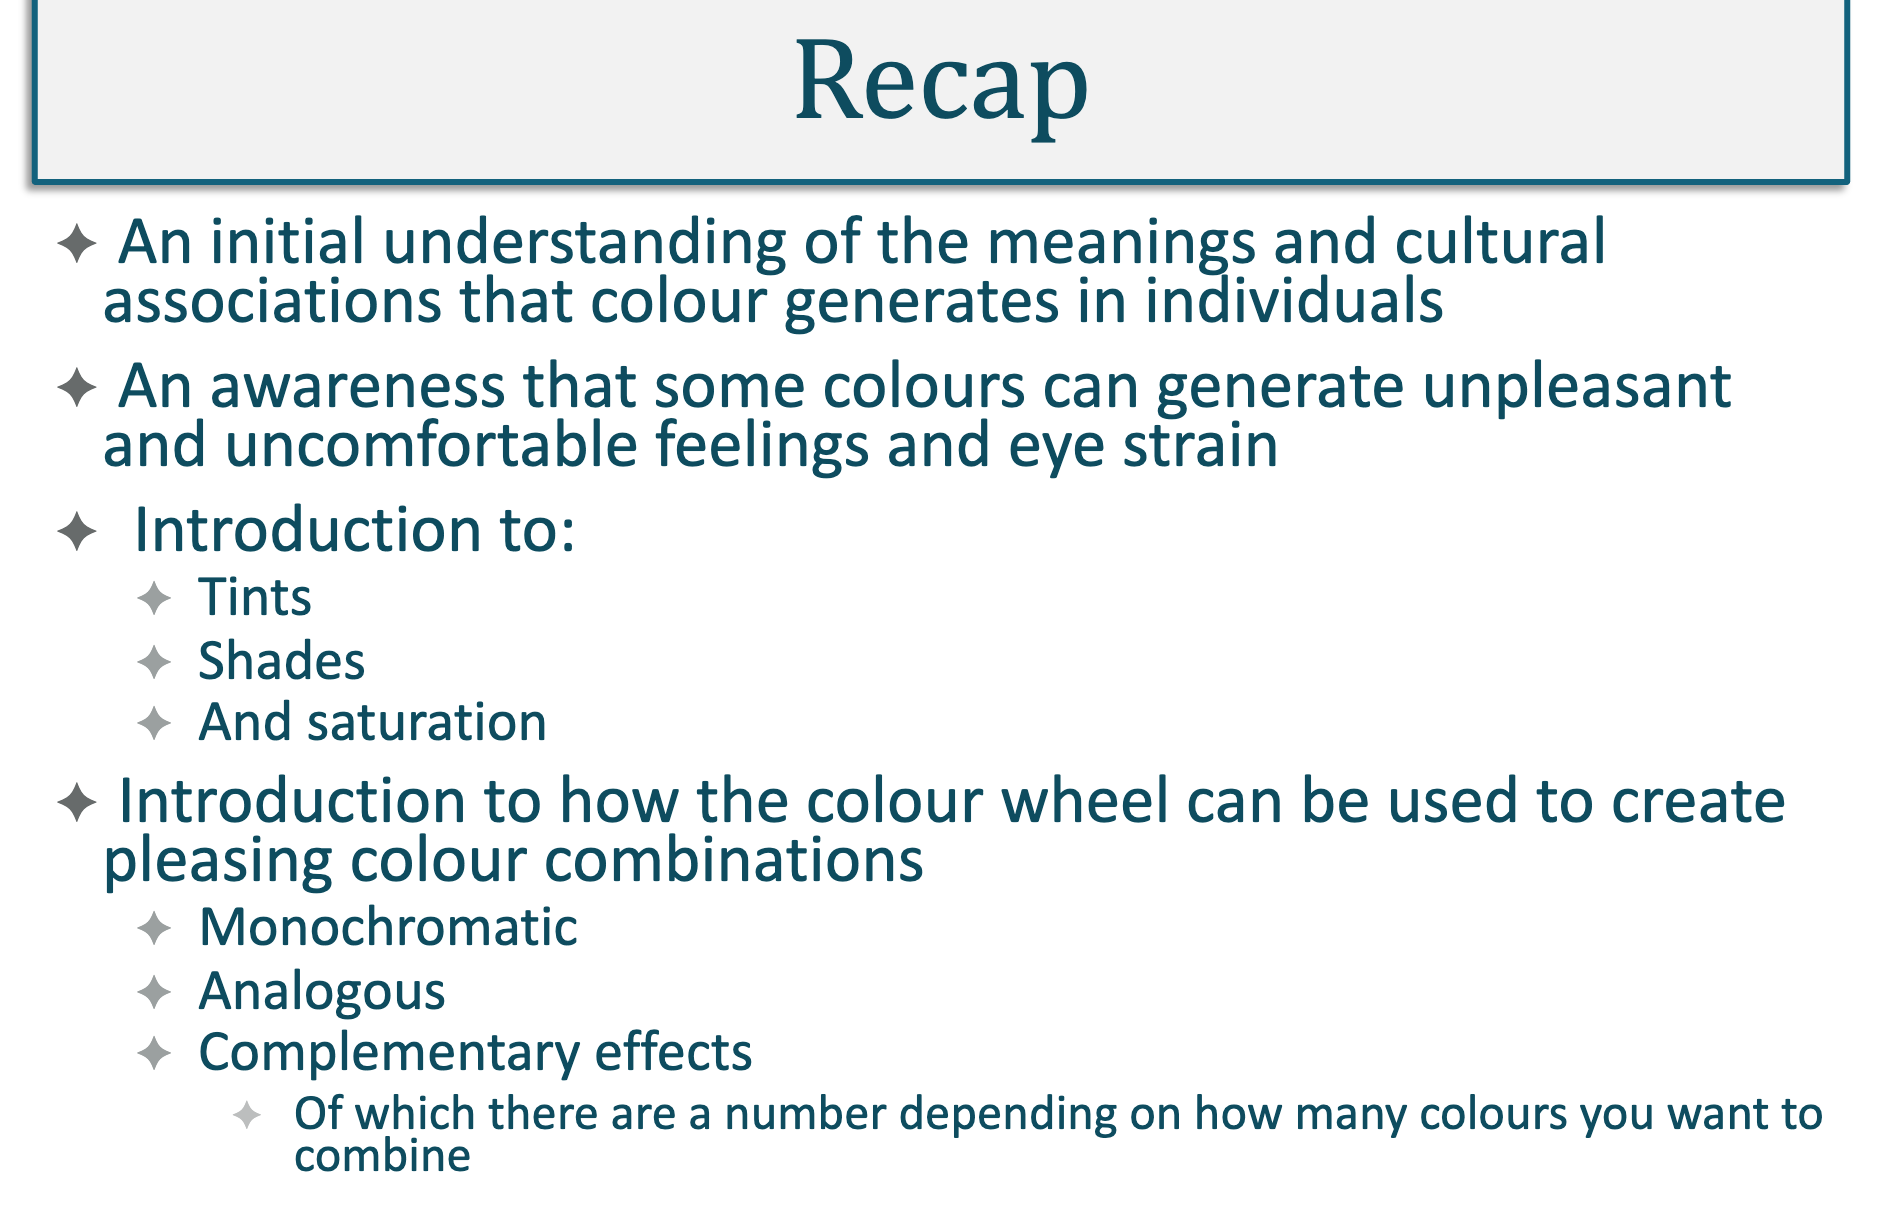 Recap
An initial understanding of the meanings and cultural
associations that colour generates in individuals
An awareness that some colours can generate unpleasant
and uncomfortable feelings and eye strain
Introduction to:
Tints
Shades
And saturation
Introduction to how the colour wheel can be used to create
pleasing colour combinations
Monochromatic
Analogous
Complementary effects
Of which there are a number depending on how many colours you want to
combine